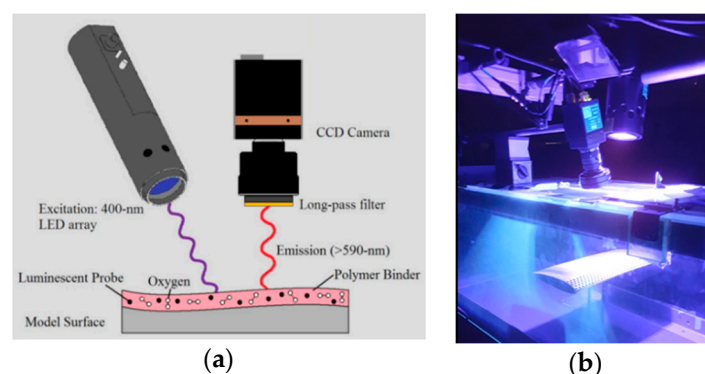 CCD Camera
Excitation: 400-nm
LED array
Long-pass filter
Emission (>590-nm)
Luminescent Probe
Oxygen
Polymer Binder
Model Surface
(a)
(b)